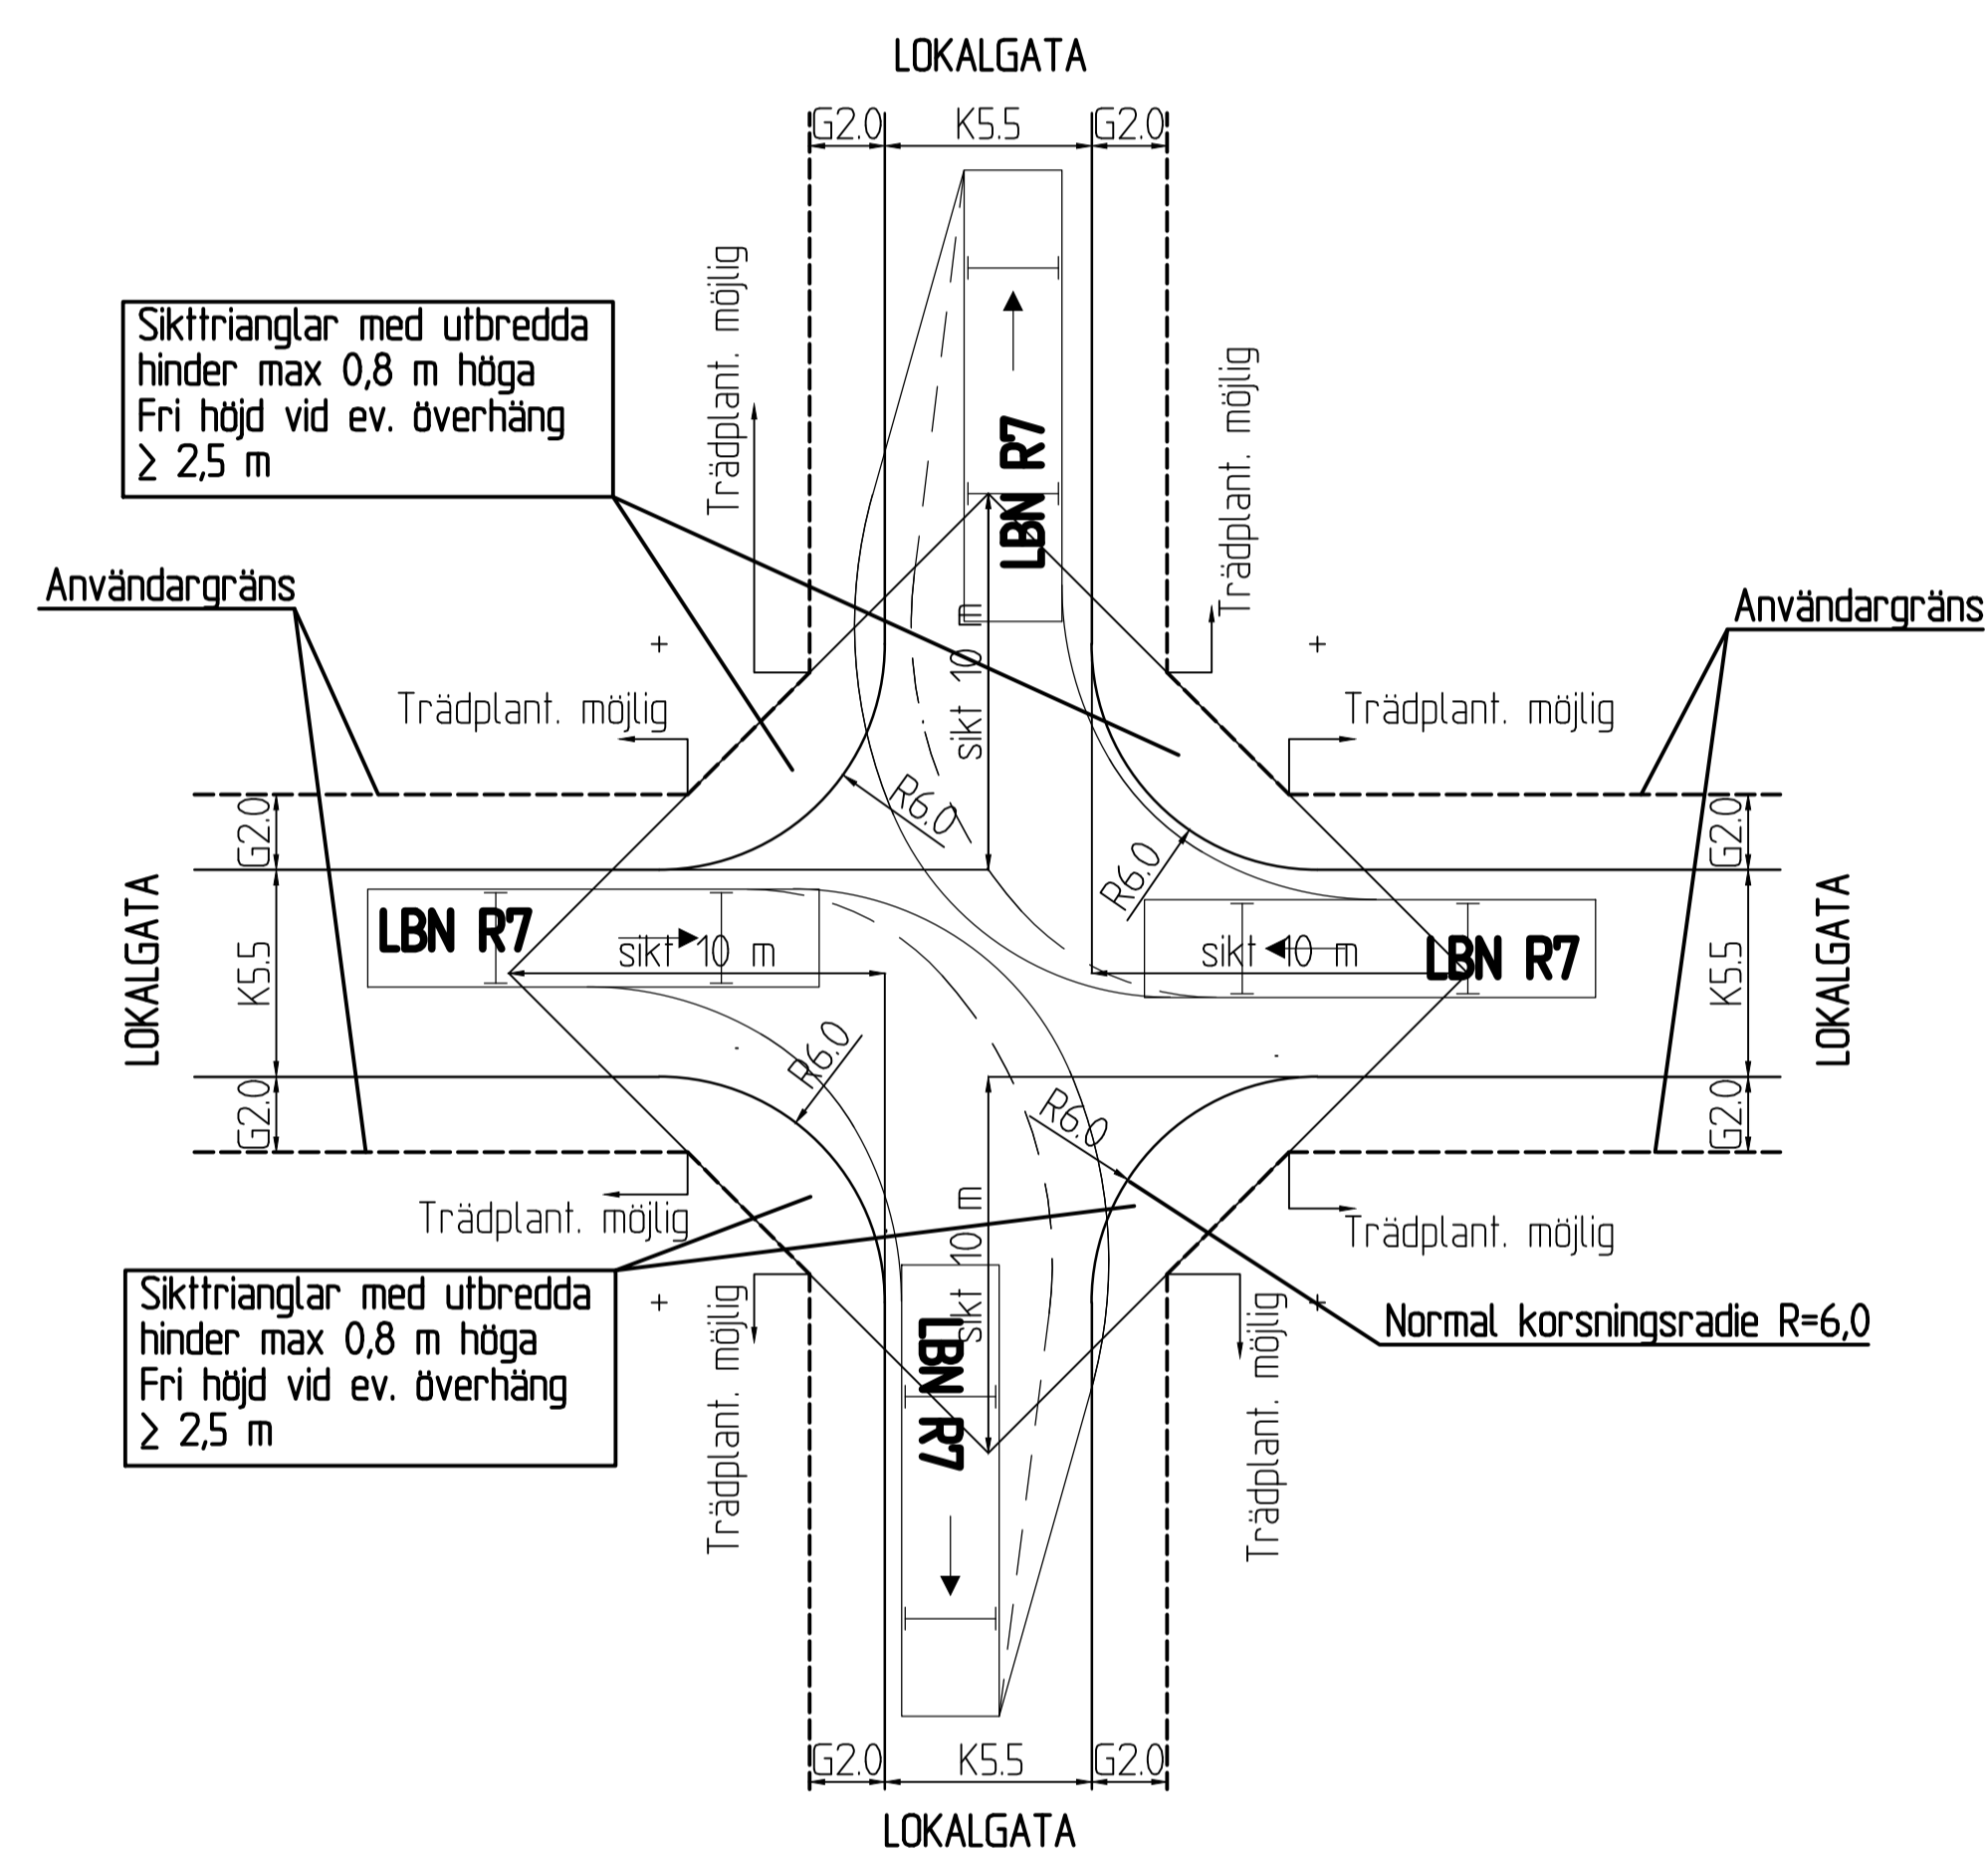 LOKALGATA
G2.0 K5.5 G2.0
Trädplant. möjlig
Trädplant. möjlig
Sikttrianglar med utbredda
hinder max 0,8 m höga
Fri höjd vid ev. överhäng
≥ 2,5 m
LBN R7
Användargräns
Användargräns
sikt 10 m
Trädplant. möjlig
Trädplant. möjlig
R6.0
R6.0
G2.0
K5.5
G2.0
LOKALGATA
LBN R7
sikt 10 m
sikt 10 m
LBN R7
G2.0
K5.5
G2.0
LOKALGATA
R6.0
R6.0
Trädplant. möjlig
Trädplant. möjlig
sikt 10 m
LBN R7
Sikttrianglar med utbredda
hinder max 0,8 m höga
Fri höjd vid ev. överhäng
≥ 2,5 m
Normal korsningsradie R=6,0
Trädplant. möjlig
Trädplant. möjlig
G2.0 K5.5 G2.0
LOKALGATA